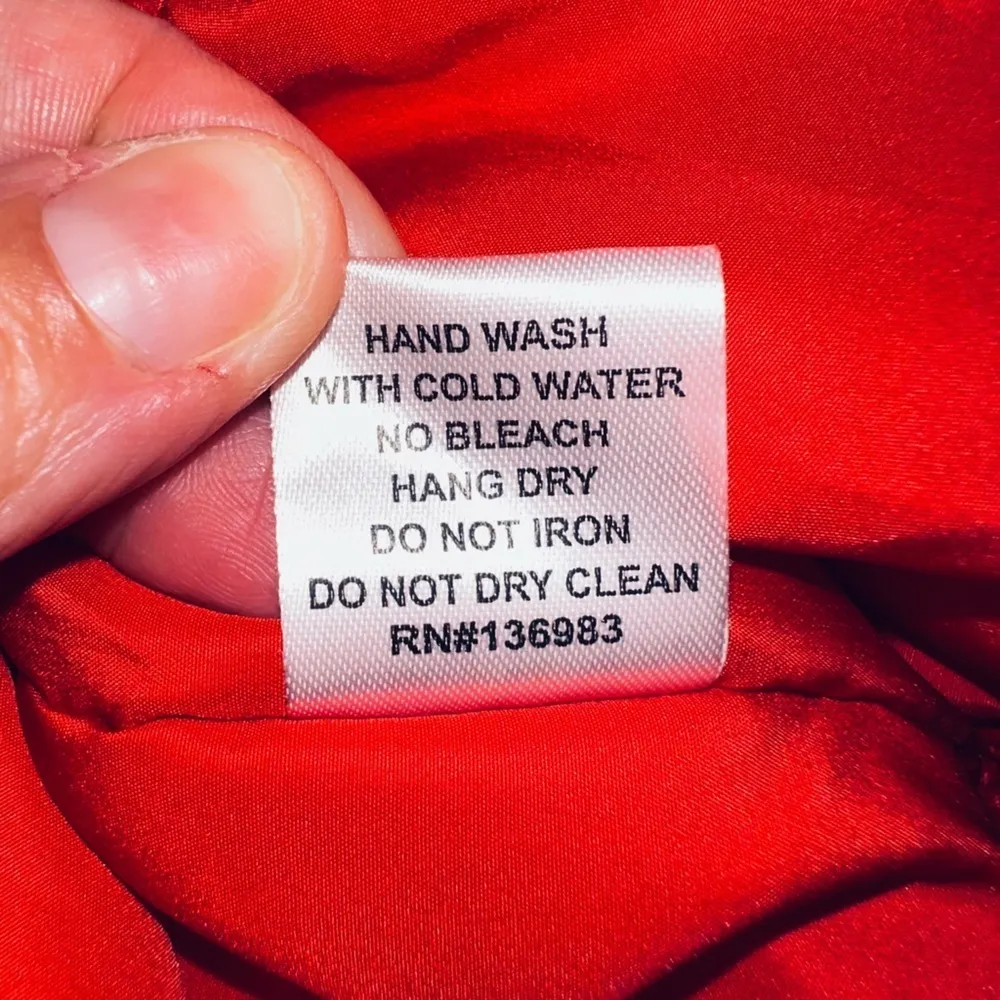 HAND WASH
WITH COLD WATER
NO BLEACH
HANG DRY
DO NOT IRON
DO NOT DRY CLEAN
RN#136983